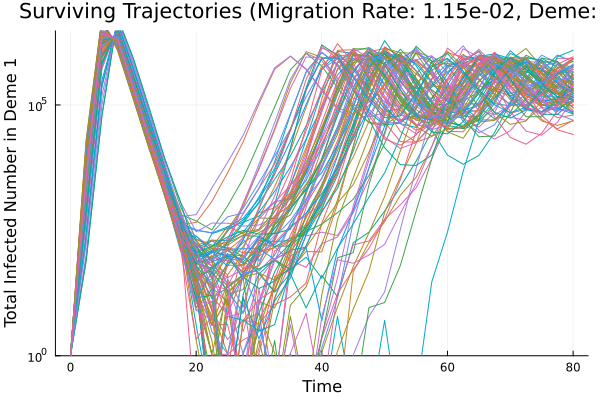 Surviving Trajectories (Migration Rate: 1.15e-02, Deme:
Total Infected Number in Deme 1
10^5
10^0
0 20 40 60 80
Time